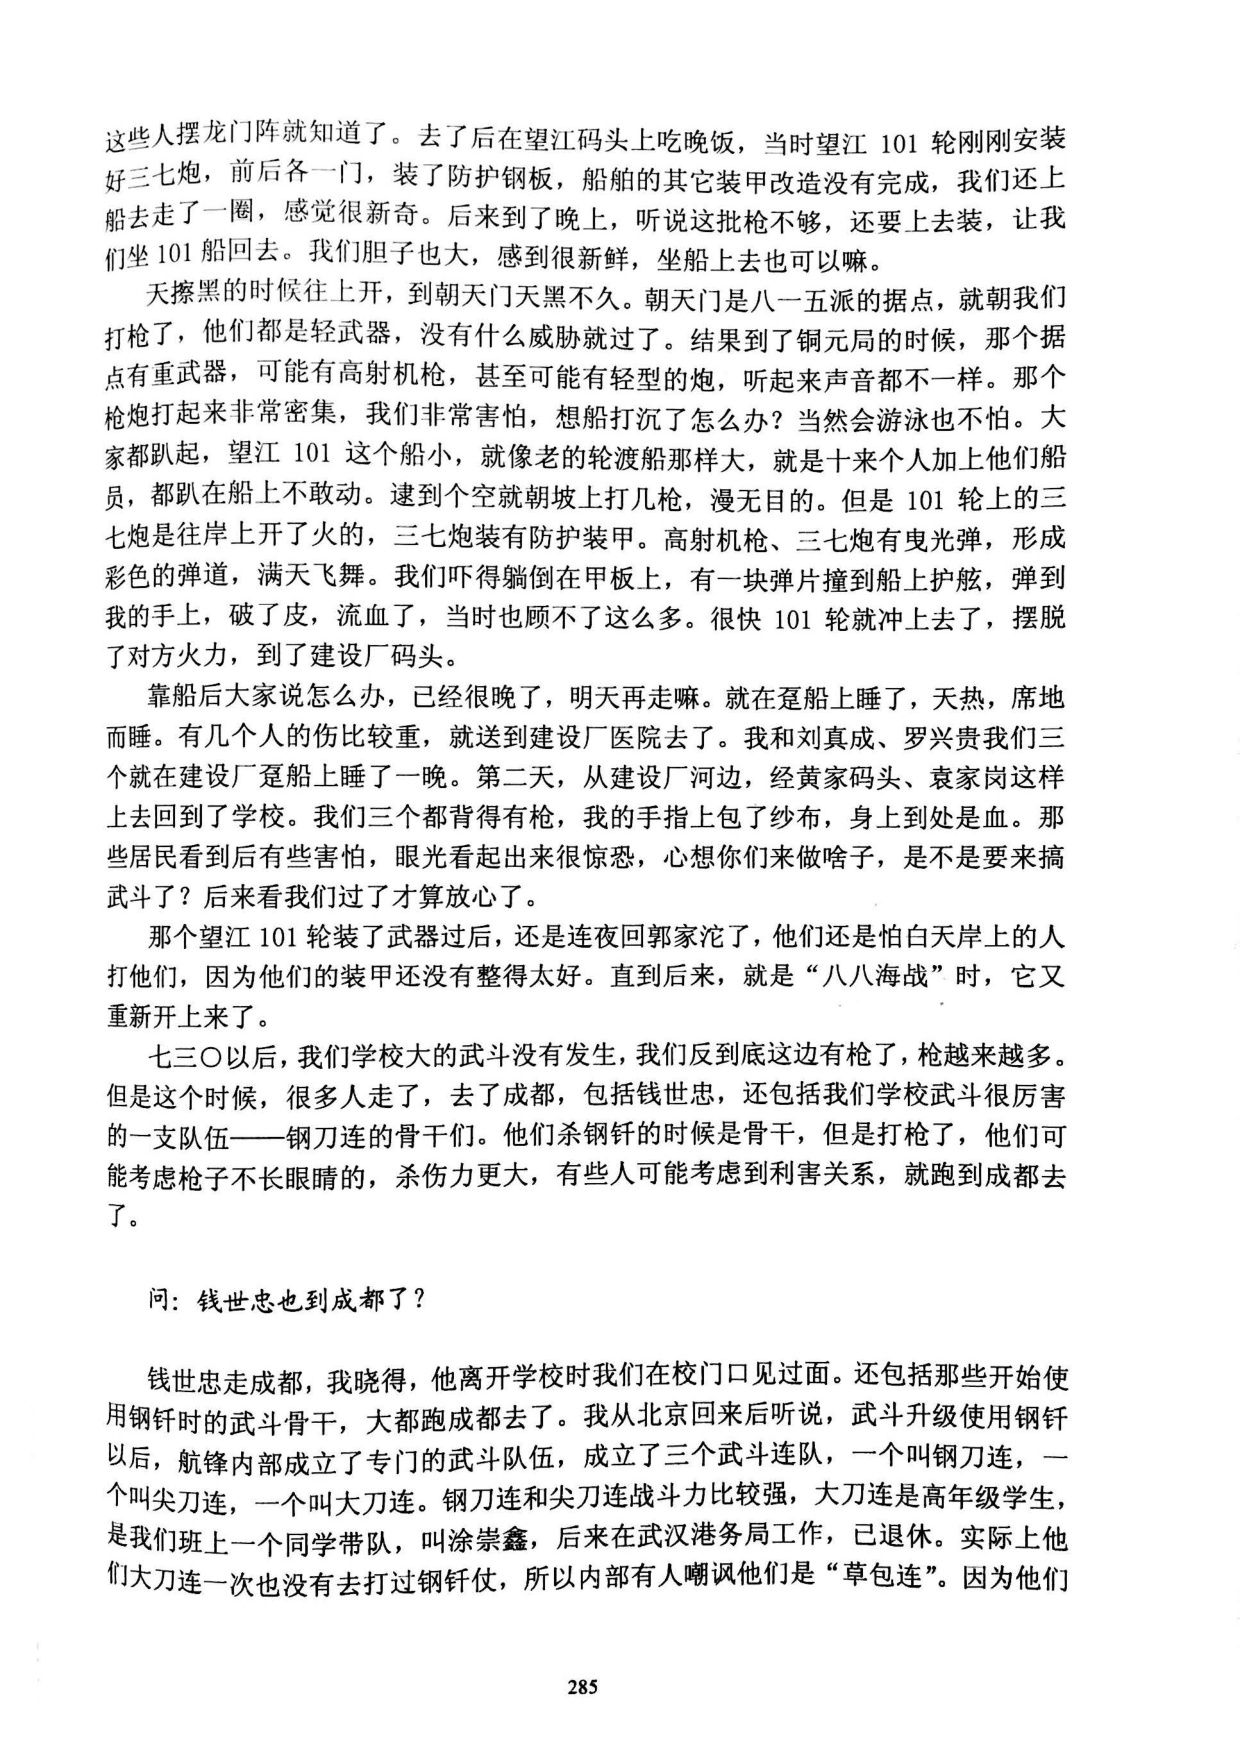 这些人摆龙门阵就知道了。去了后在望江码头上吃晚饭，当时望江 101 轮刚刚安装
好三七炮，前后各一门，装了防护钢板，船舶的其它装甲改造没有完成，我们还上
船去走了一圈，感觉很新奇。后来到了晚上，听说这批枪不够，还要上去装，让我
们坐 101 船回去。我们胆子也大，感到很新鲜，坐船上去也可以嘛。
天擦黑的时候往上开，到朝天门天黑不久。朝天门是八一五派的据点，就朝我们
打枪了，他们都是轻武器，没有什么威胁就过了。结果到了铜元局的时候，那个据
点有重武器，可能有高射机枪，甚至可能有轻型的炮，听起来声音都不一样。那个
枪炮打起来非常密集，我们非常害怕，想船打沉了怎么办？当然会游泳也不怕。大
家都趴起，望江 101 这个船小，就像老的轮渡船那样大，就是十来个人加上他们船
员，都趴在船上不敢动。逮到个空就朝坡上打几枪，漫无目的。但是 101 轮上的三
七炮是往岸上开了火的，三七炮装有防护装甲。高射机枪、三七炮有曳光弹，形成
彩色的弹道，满天飞舞。我们吓得躺倒在甲板上，有一块弹片撞到船上护舷，弹到
我的手上，破了皮，流血了，当时也顾不了这么多。很快 101 轮就冲上去了，摆脱
了对方火力，到了建设厂码头。
靠船后大家说怎么办，已经很晚了，明天再走嘛。就在趸船上睡了，天热，席地
而睡。有几个人的伤比较重，就送到建设厂医院去了。我和刘真成、罗兴贵我们三
个就在建设厂趸船上睡了一晚。第二天，从建设厂河边，经黄家码头、袁家岗这样
上去回到了学校。我们三个都背得有枪，我的手指上包了纱布，身上到处是血。那
些居民看到后有些害怕，眼光看起出来很惊恐，心想你们来做啥子，是不是要来搞
武斗了？后来看我们过了才算放心了。
那个望江 101 轮装了武器过后，还是连夜回郭家沱了，他们还是怕白天岸上的人
打他们，因为他们的装甲还没有整得太好。直到后来，就是“八八海战”时，它又
重新开上来了。
七三〇以后，我们学校大的武斗没有发生，我们反到底这边有枪了，枪越来越多。
但是这个时候，很多人走了，去了成都，包括钱世忠，还包括我们学校武斗很厉害
的一支队伍——钢刀连的骨干们。他们杀钢钎的时候是骨干，但是打枪了，他们可
能考虑枪子不长眼睛的，杀伤力更大，有些人可能考虑到利害关系，就跑到成都去
了。
问：钱世忠也到成都了？
钱世忠走成都，我晓得，他离开学校时我们在校门口见过面。还包括那些开始使
用钢钎时的武斗骨干，大都跑成都去了。我从北京回来后听说，武斗升级使用钢钎
以后，航锋内部成立了专门的武斗队伍，成立了三个武斗连队，一个叫钢刀连，一
个叫尖刀连，一个叫大刀连。钢刀连和尖刀连战斗力比较强，大刀连是高年级学生，
是我们班上一个同学带队，叫涂崇鑫，后来在武汉港务局工作，已退休。实际上他
们大刀连一次也没有去打过钢钎仗，所以内部有人嘲讽他们是“草包连”。因为他们
285